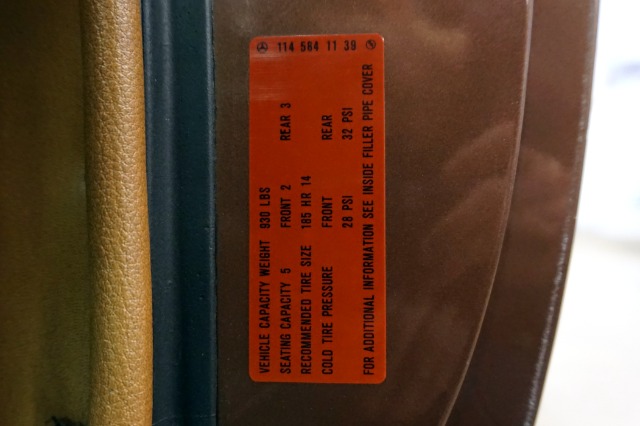 114 584 11 39
VEHICLE CAPACITY WEIGHT 930 LBS
SEATING CAPACITY 5 FRONT 2 REAR 3
RECOMMENDED TIRE SIZE 185 HR 14
COLD TIRE PRESSURE FRONT REAR
28 PSI 32 PSI
FOR ADDITIONAL INFORMATION SEE INSIDE FILLER PIPE COVER